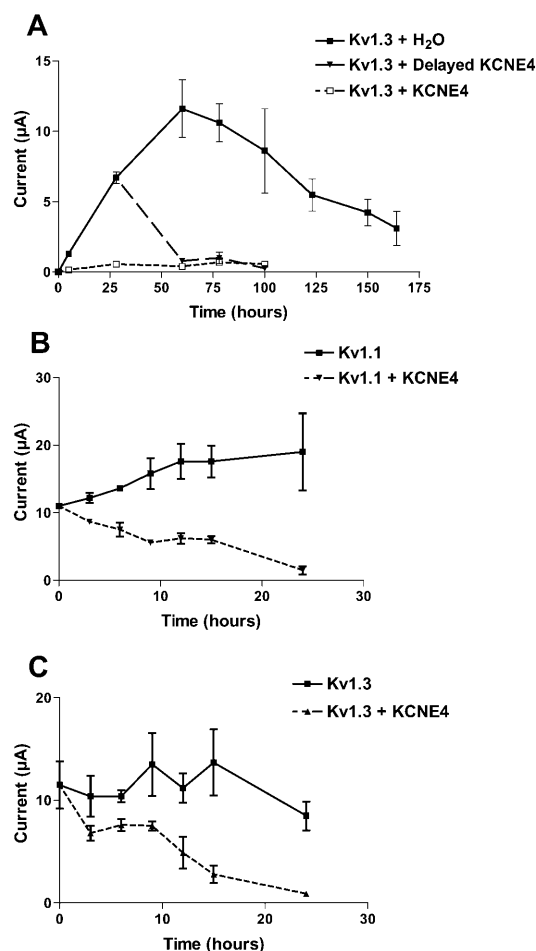 A
Kv1.3 + H₂O
Kv1.3 + Delayed KCNE4
Kv1.3 + KCNE4
15
10
5
0
Current (µA)
0 25 50 75 100 125 150 175
Time (hours)
B
Kv1.1
Kv1.1 + KCNE4
30
20
10
0
Current (µA)
0 10 20 30
Time (hours)
C
Kv1.3
Kv1.3 + KCNE4
20
10
0
Current (µA)
0 10 20 30
Time (hours)